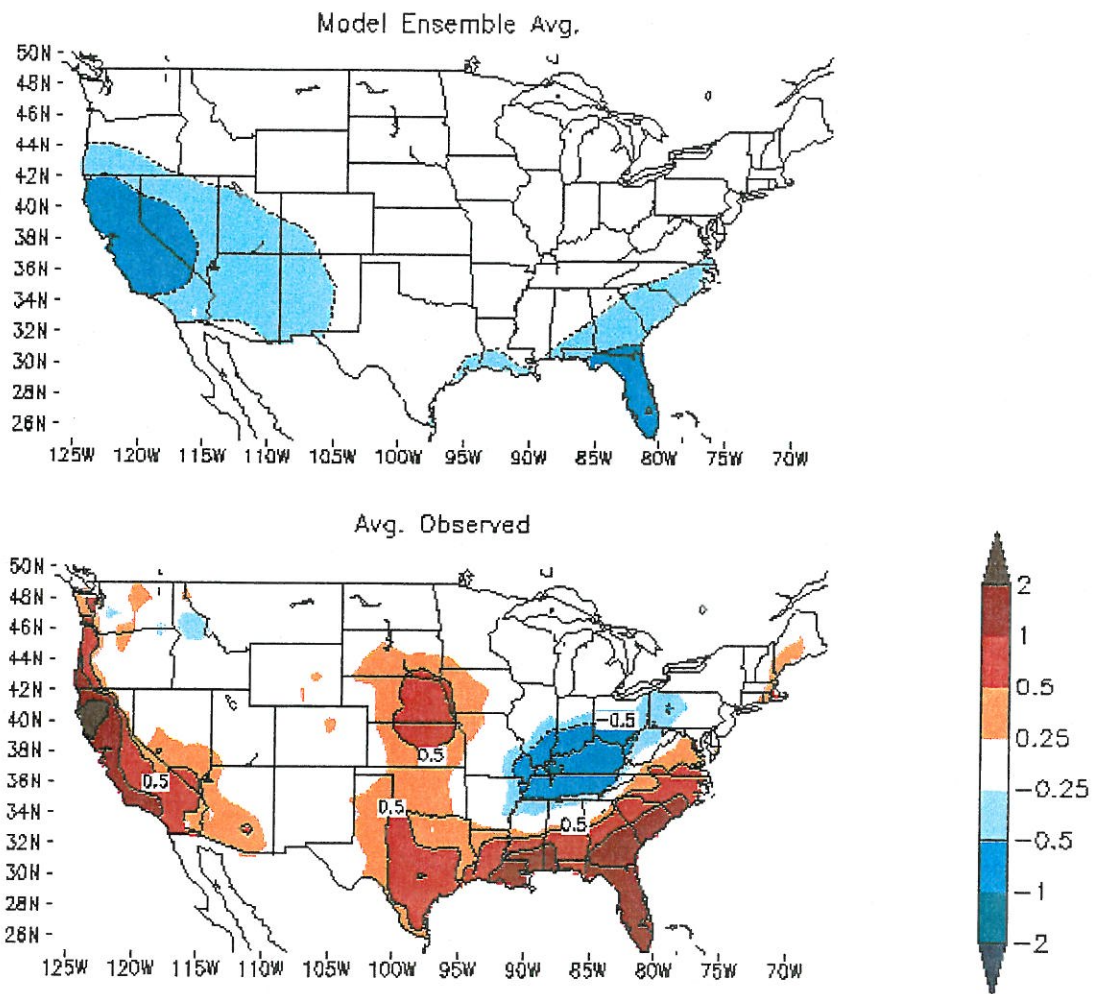 Model Ensemble Avg.
50N
48N
46N
44N
42N
40N
38N
36N
34N
32N
30N
28N
26N
125W 120W 115W 110W 105W 100W 95W 90W 85W 80W 75W 70W
Avg. Observed
50N
48N
46N
44N
42N
40N
38N
36N
34N
32N
30N
28N
26N
125W 120W 115W 110W 105W 100W 95W 90W 85W 80W 75W 70W
-0.5
0.5
0.5
0.5
0.5
2
1
0.5
0.25
-0.25
-0.5
-1
-2